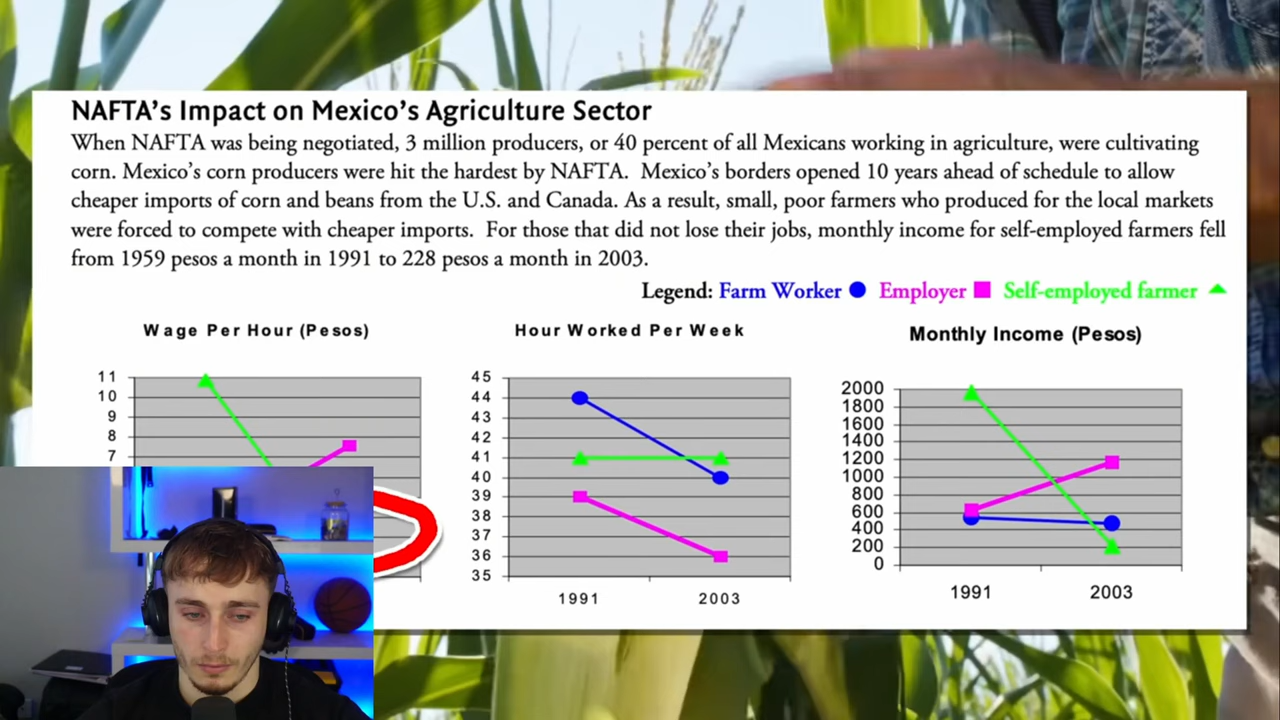 NAFTA's Impact on Mexico's Agriculture Sector
When NAFTA was being negotiated, 3 million producers, or 40 percent of all Mexicans working in agriculture, were cultivating
corn. Mexico's corn producers were hit the hardest by NAFTA. Mexico's borders opened 10 years ahead of schedule to allow
cheaper imports of corn and beans from the U.S. and Canada. As a result, small, poor farmers who produced for the local markets
were forced to compete with cheaper imports. For those that did not lose their jobs, monthly income for self-employed farmers fell
from 1959 pesos a month in 1991 to 228 pesos a month in 2003.
Legend: Farm Worker Employer Self-employed farmer
Wage Per Hour (Pesos)
11
10
9
8
7
Hour Worked Per Week
45
44
43
42
41
40
39
38
37
36
35
1991 2003
Monthly Income (Pesos)
2000
1800
1600
1400
1200
1000
800
600
400
200
0
1991 2003